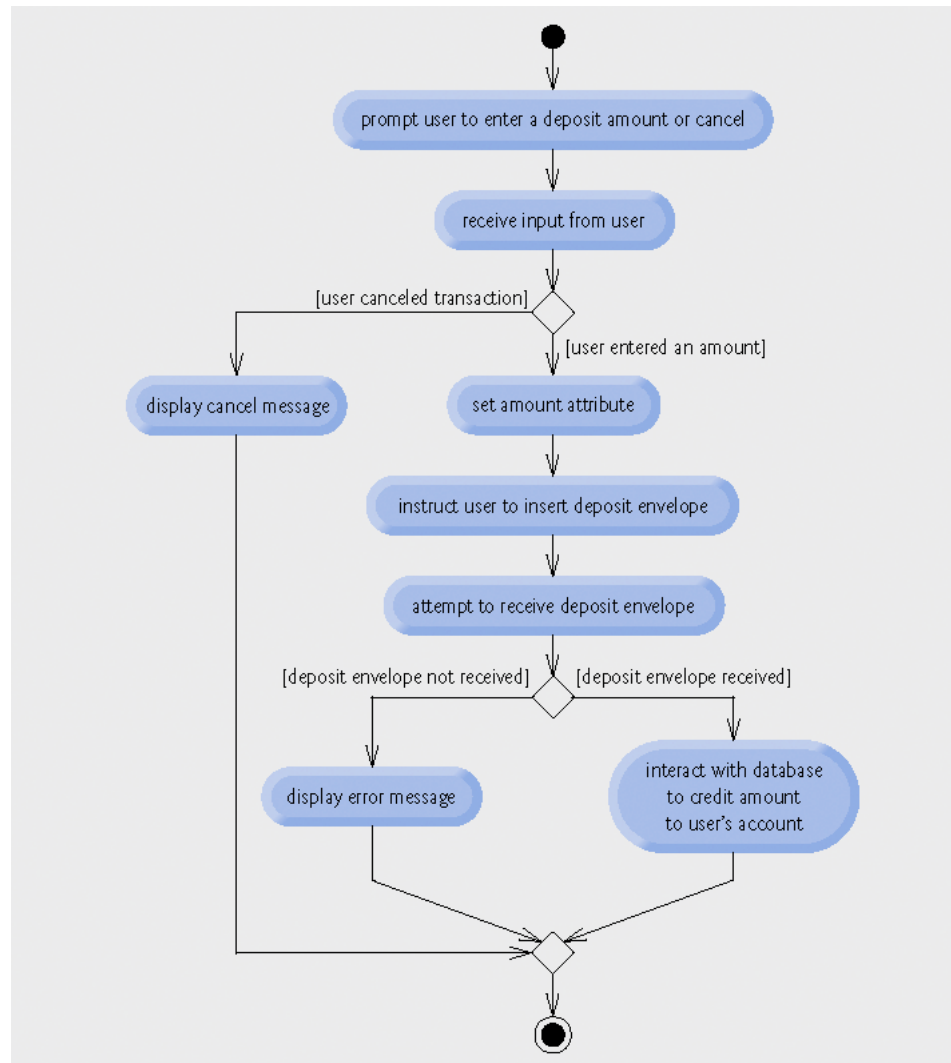 prompt user to enter a deposit amount or cancel
receive input from user
[user canceled transaction]
[user entered an amount]
display cancel message
set amount attribute
instruct user to insert deposit envelope
attempt to receive deposit envelope
[deposit envelope not received]
[deposit envelope received]
display error message
interact with database
to credit amount
to user's account